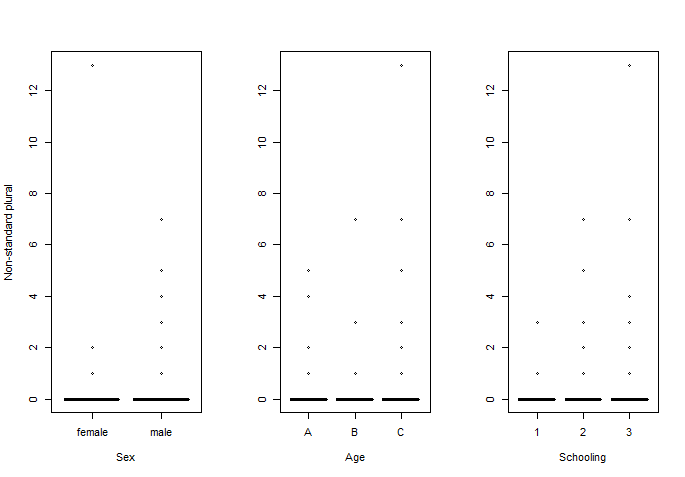 Non-standard plural
0 2 4 6 8 10 12
female male
Sex
0 2 4 6 8 10 12
A B C
Age
0 2 4 6 8 10 12
1 2 3
Schooling